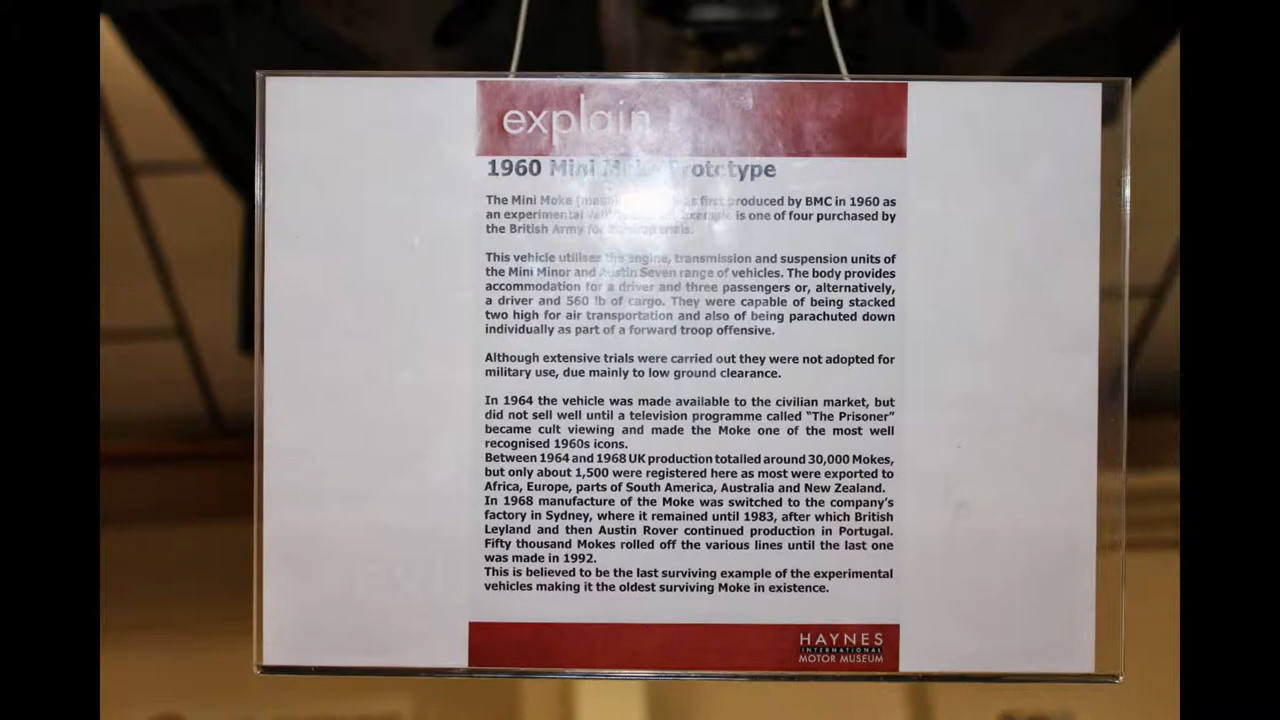 explain
1960 Mini Moke Prototype
The Mini Moke first produced by BMC in 1960 as
an experimental example is one of four purchased by
the British Army for trials.
This vehicle utilises the engine, transmission and suspension units of
the Mini Minor and Austin Seven range of vehicles. The body provides
accommodation for a driver and three passengers or, alternatively,
a driver and 560 lb of cargo. They were capable of being stacked
two high for air transportation and also of being parachuted down
individually as part of a forward troop offensive.
Although extensive trials were carried out they were not adopted for
military use, due mainly to low ground clearance.
In 1964 the vehicle was made available to the civilian market, but
did not sell well until a television programme called “The Prisoner”
became cult viewing and made the Moke one of the most well
recognised 1960s icons.
Between 1964 and 1968 UK production totalled around 30,000 Mokes,
but only about 1,500 were registered here as most were exported to
Africa, Europe, parts of South America, Australia and New Zealand.
In 1968 manufacture of the Moke was switched to the company’s
factory in Sydney, where it remained until 1983, after which British
Leyland and then Austin Rover continued production in Portugal.
Fifty thousand Mokes rolled off the various lines until the last one
was made in 1992.
This is believed to be the last surviving example of the experimental
vehicles making it the oldest surviving Moke in existence.
HAYNES
INTERNATIONAL
MOTOR MUSEUM